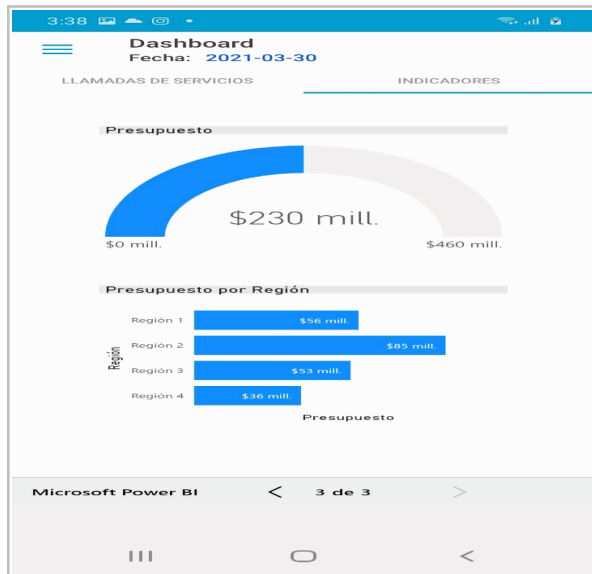 3:38
Dashboard
Fecha: 2021-03-30
LLAMADAS DE SERVICIOS
INDICADORES
Presupuesto
$230 mill.
$0 mill.
$460 mill.
Presupuesto por Región
Región
Región 1
$56 mill.
Región 2
$85 mill.
Región 3
$53 mill.
Región 4
$36 mill.
Presupuesto
Microsoft Power BI
< 3 de 3 >